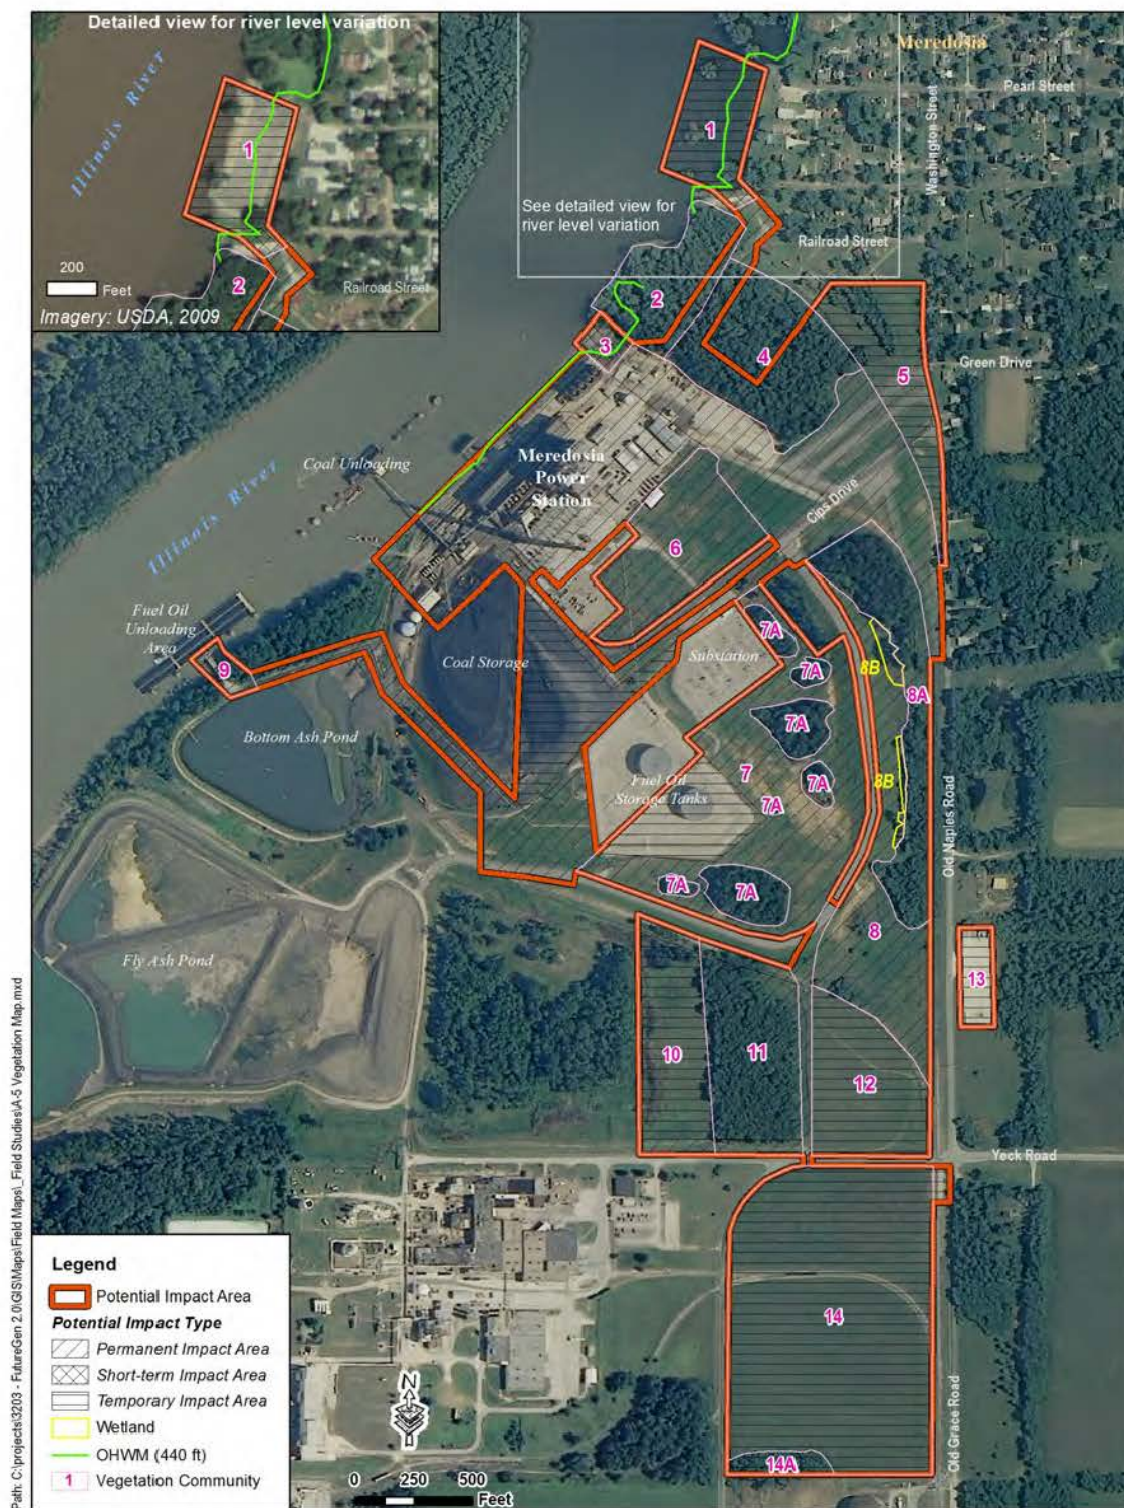 Detailed view for river level variation
Illinois River
1
2
200
Feet
Railroad Street
Imagery: USDA, 2009
Meredosia
Pearl Street
Washington Street
1
See detailed view for
river level variation
Railroad Street
2
3
4
5
Green Drive
Coal Unloading
Illinois River
Meredosia
Power
Station
Cips Drive
6
Fuel Oil
Unloading
Area
9
Coal Storage
Substation
7A
7A
8B
8A
Bottom Ash Pond
7A
7
7A
8B
Fuel Oil
Storage Tanks
7A
Old Naples Road
7A
7A
8
Fly Ash Pond
13
10
11
12
Yeck Road
14
14A
Old Grace Road
Legend
Potential Impact Area
Potential Impact Type
Permanent Impact Area
Short-term Impact Area
Temporary Impact Area
Wetland
OHWM (440 ft)
1 Vegetation Community
N
0 250 500
Feet
Path: C:\projects\3203 - FutureGen 2.0\GIS\Maps\Field Maps\_Field Studies\A-5 Vegetation Map.mxd